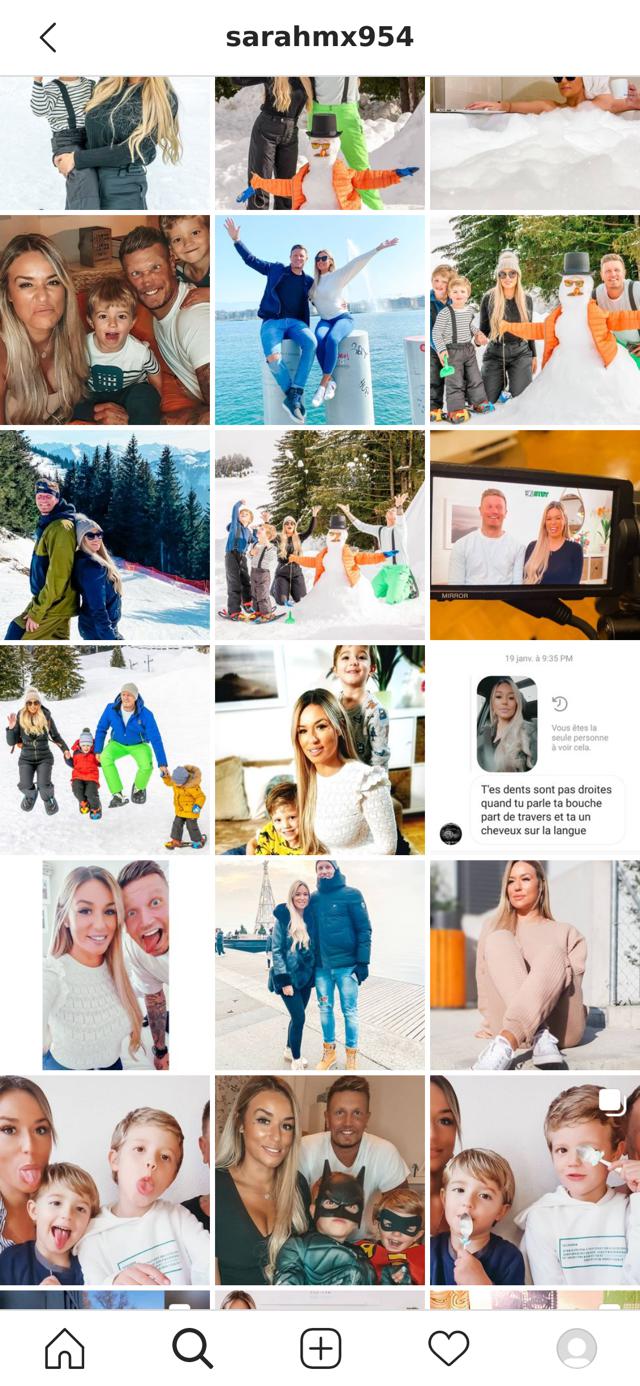 sarahmx954
MIRROR
19 janv. à 9:35 PM
Vous êtes la
seule personne
à voir cela.
T'es dents sont pas droites
quand tu parle ta bouche
part de travers et ta un
cheveux sur la langue